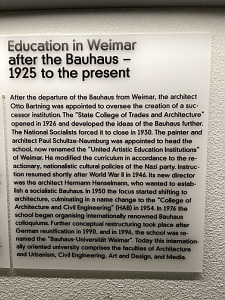 Education in Weimar
after the Bauhaus –
1925 to the present
After the departure of the Bauhaus from Weimar, the architect
Otto Bartning was appointed to oversee the creation of a suc-
cessor institution. The "State College of Trades and Architecture"
opened in 1926 and developed the ideas of the Bauhaus further.
The National Socialists forced it to close in 1930. The painter and
architect Paul Schultze-Naumburg was appointed to head the
school, now renamed the "United Artistic Education Institutions"
of Weimar. He modified the curriculum in accordance to the re-
actionary, nationalistic cultural policies of the Nazi party. Instruc-
tion resumed shortly after World War II in 1946. Its new director
was the architect Hermann Henselmann, who wanted to estab-
lish a socialistic Bauhaus. In 1950 the focus started shifting to
architecture, culminating in a name change to the "College of
Architecture and Civil Engineering" (HAB) in 1954. In 1976 the
school began organising internationally renowned Bauhaus
colloquiums. Further conceptual restructuring took place after
German reunification in 1990, and in 1996, the school was re-
named the "Bauhaus-Universität Weimar". Today this internation-
ally oriented university comprises the faculties of Architecture
and Urbanism, Civil Engineering, Art and Design, and Media.